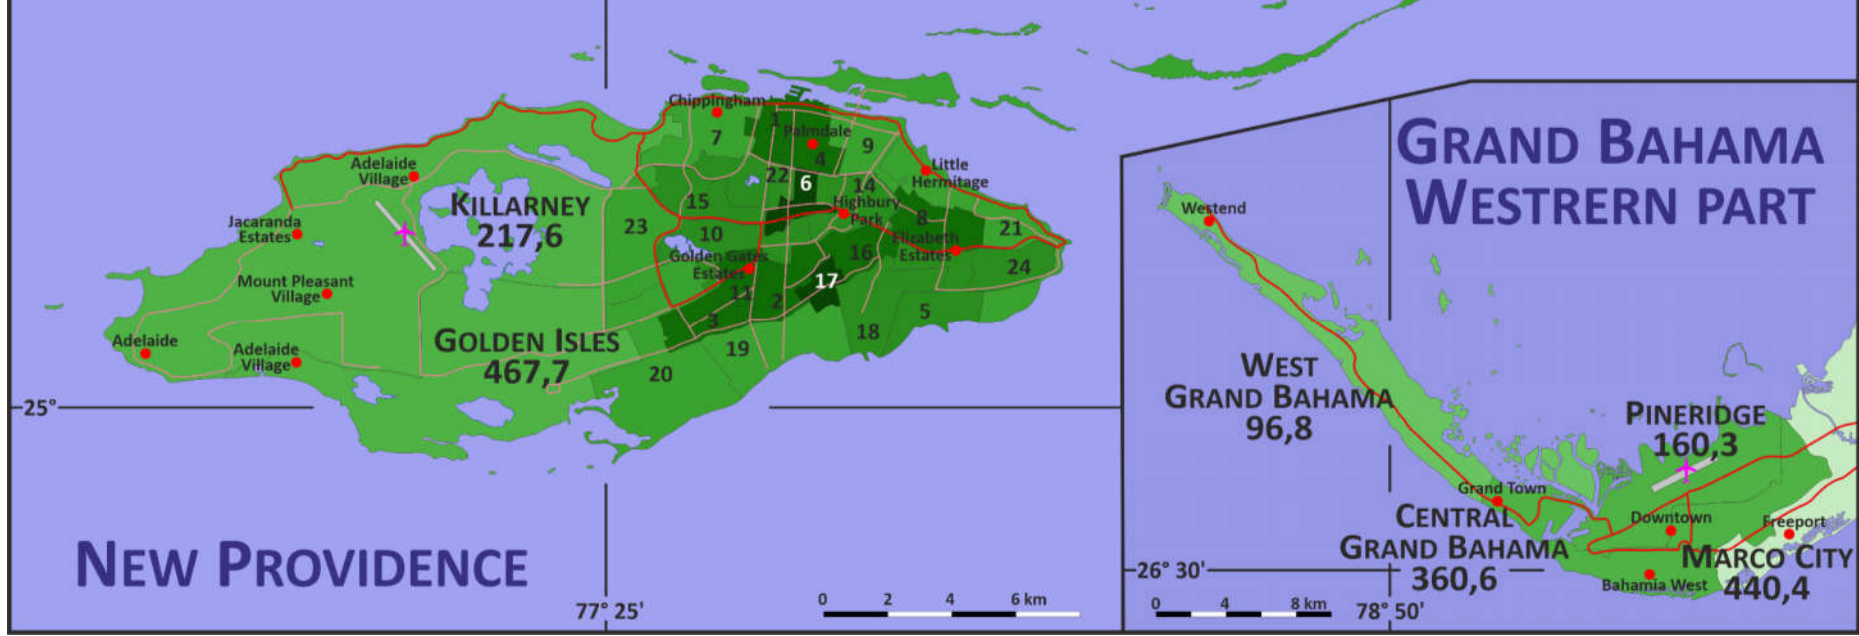 Chippingham
1
Palmdale
7
4
9
Adelaide
Village
22
6
14
Little
Hermitage
KILLARNEY
217,6
15
Highbury
Park
8
Jacaranda
Estates
23
10
21
Elizabeth
Estates
16
Golden Gates
Estates
24
Mount Pleasant
Village
17
11
2
3
5
18
Adelaide
Adelaide
Village
GOLDEN ISLES
467,7
19
20
25°
NEW PROVIDENCE
77° 25'
0 2 4 6 km
GRAND BAHAMA
WESTRERN PART
Westend
WEST
GRAND BAHAMA
96,8
PINERIDGE
160,3
Grand Town
CENTRAL
GRAND BAHAMA
360,6
Downtown
Freeport
MARCO CITY
440,4
Bahamia West
26° 30'
0 4 8 km
78° 50'